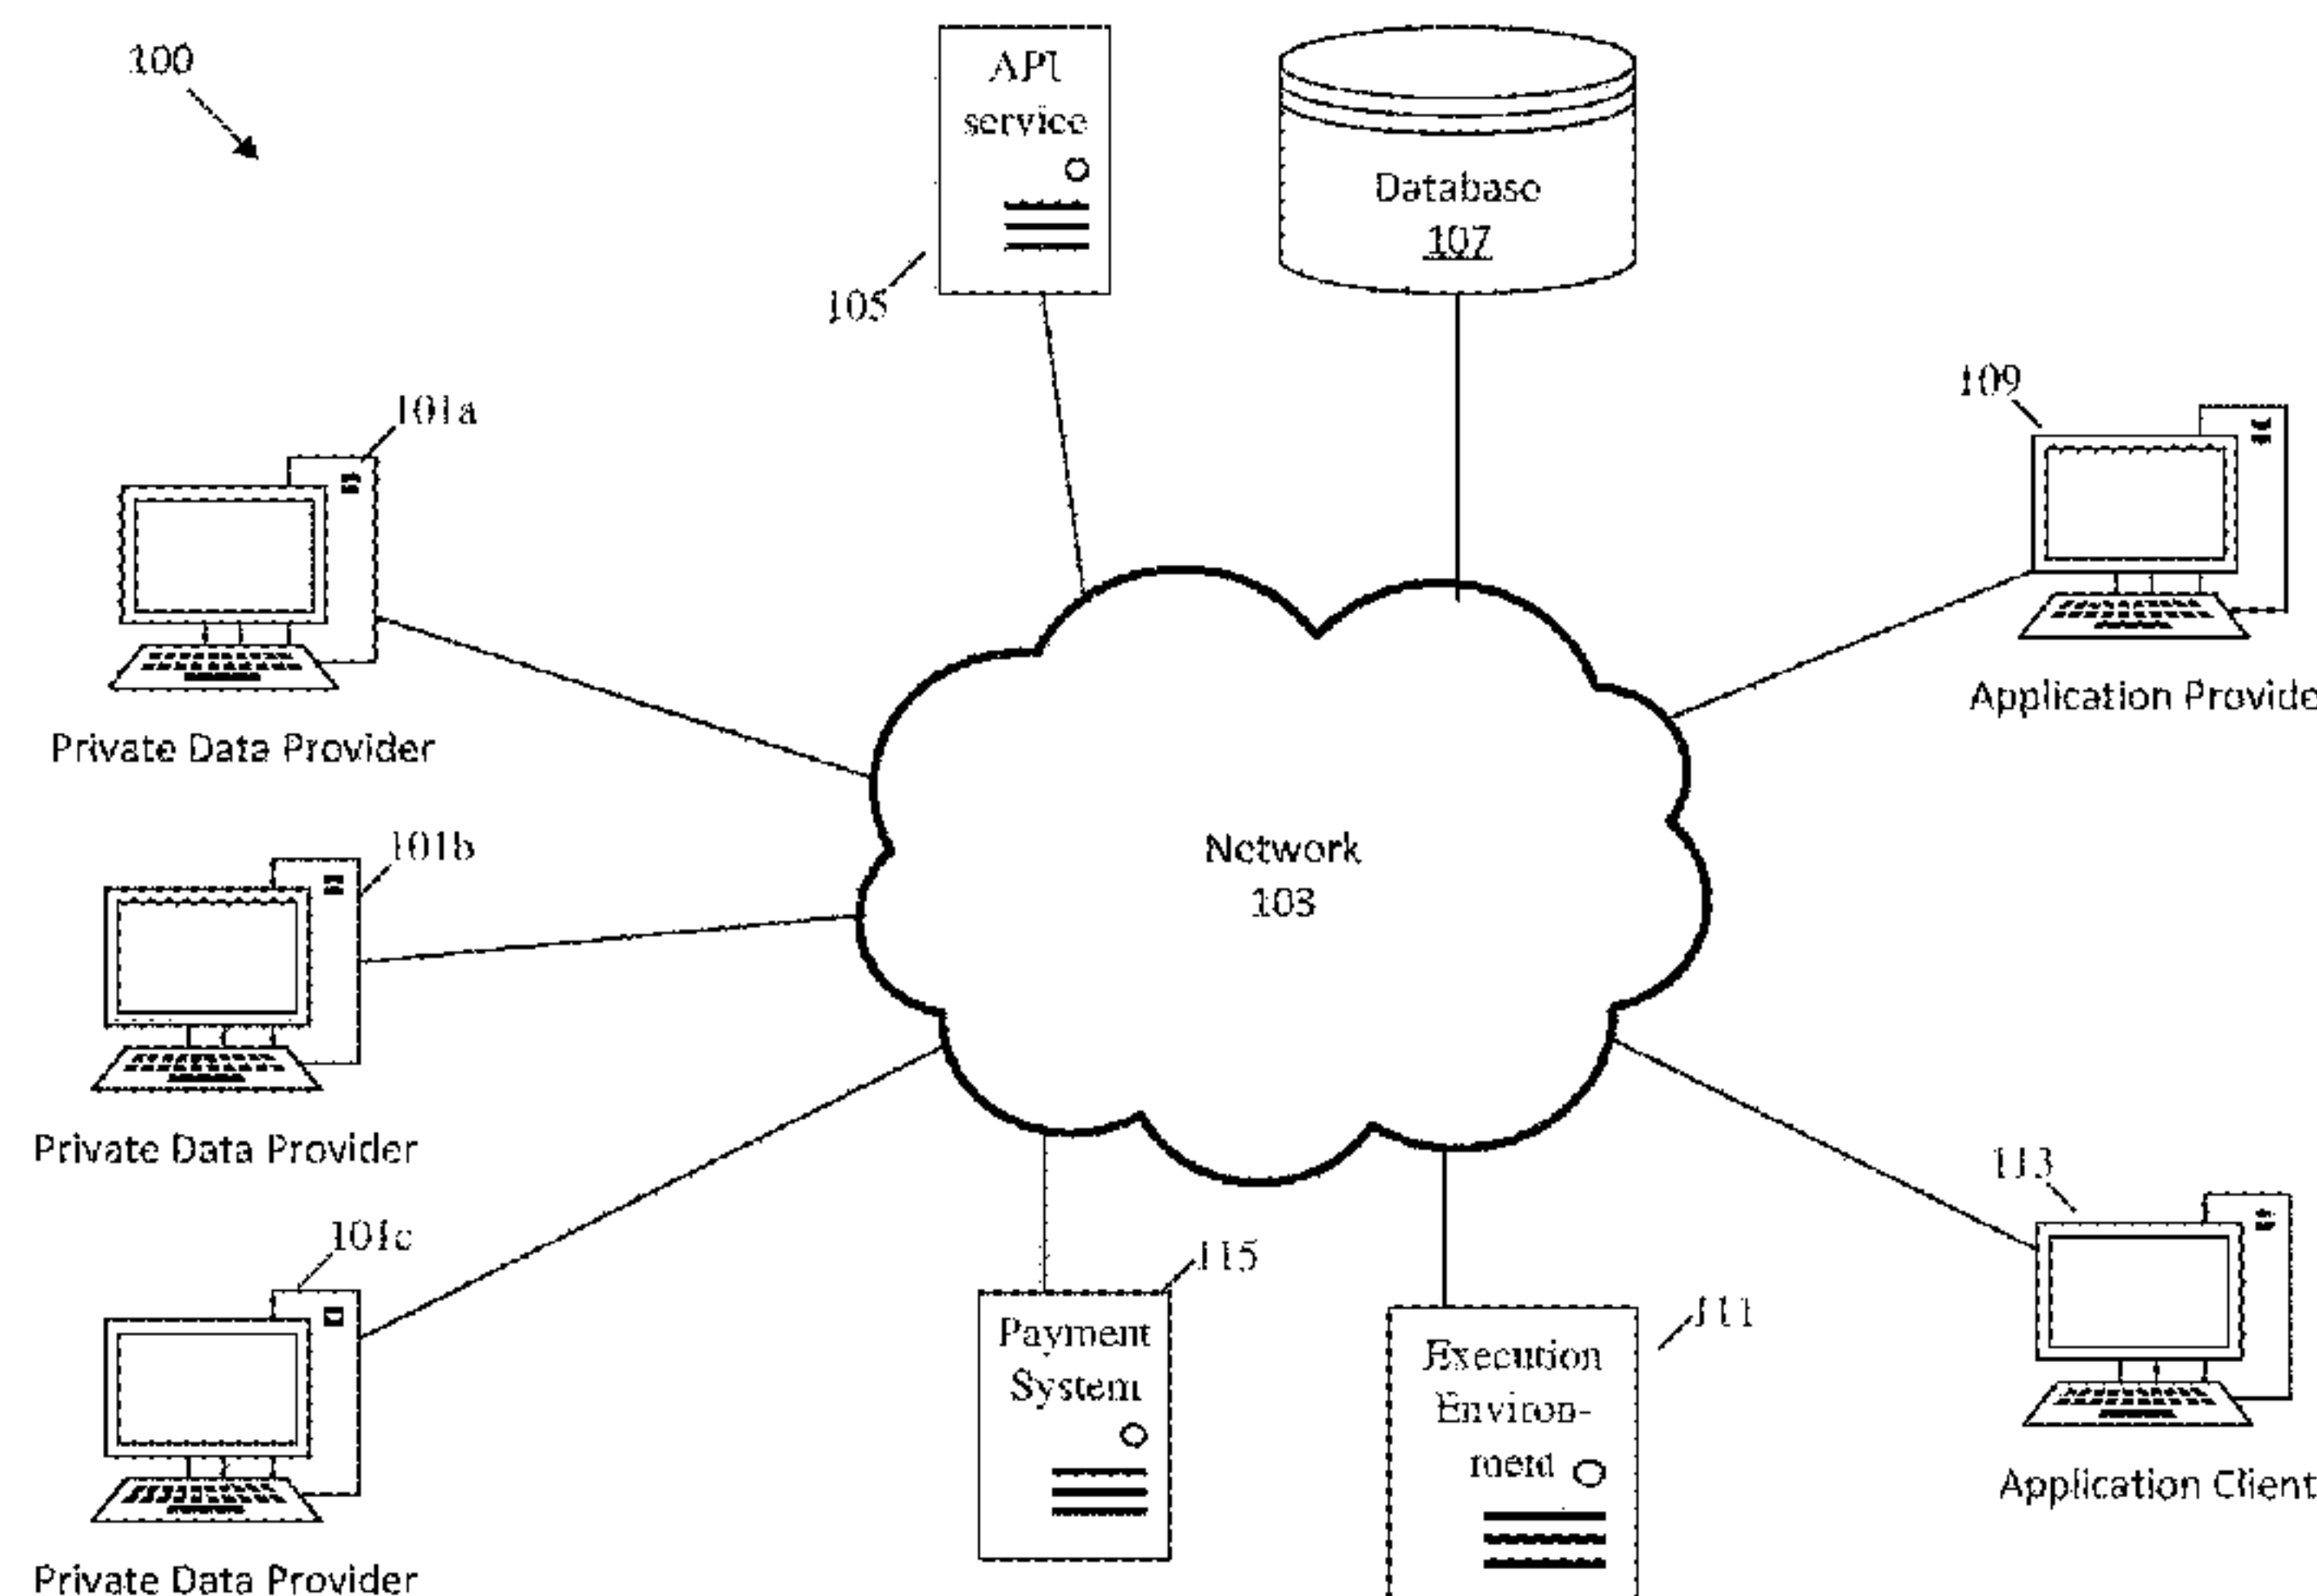 100
API
service
105
Database
107
101a
109
Private Data Provider
Application Provide
101b
Network
103
Private Data Provider
101c
115
113
111
Payment
System
Execution
Environ-
ment
Application Client
Private Data Provider